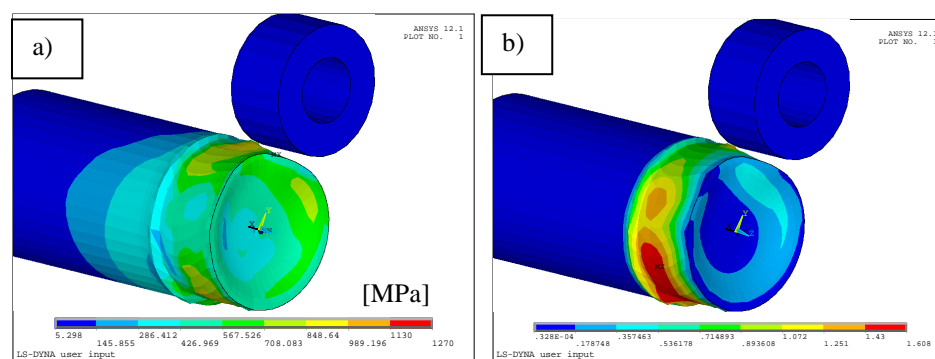 a)
ANSYS 12.1
PLOT NO. 1
MX
Y
[MPa]
5.298 286.412 567.526 848.64 1130
145.855 426.969 708.083 989.196 1270
LS-DYNA user input
b)
ANSYS 12.1
PLOT NO.
Y
Z
MX
.328E-04 .357463 .714893 1.072 1.43
.178748 .536178 .893608 1.251 1.608
LS-DYNA user input